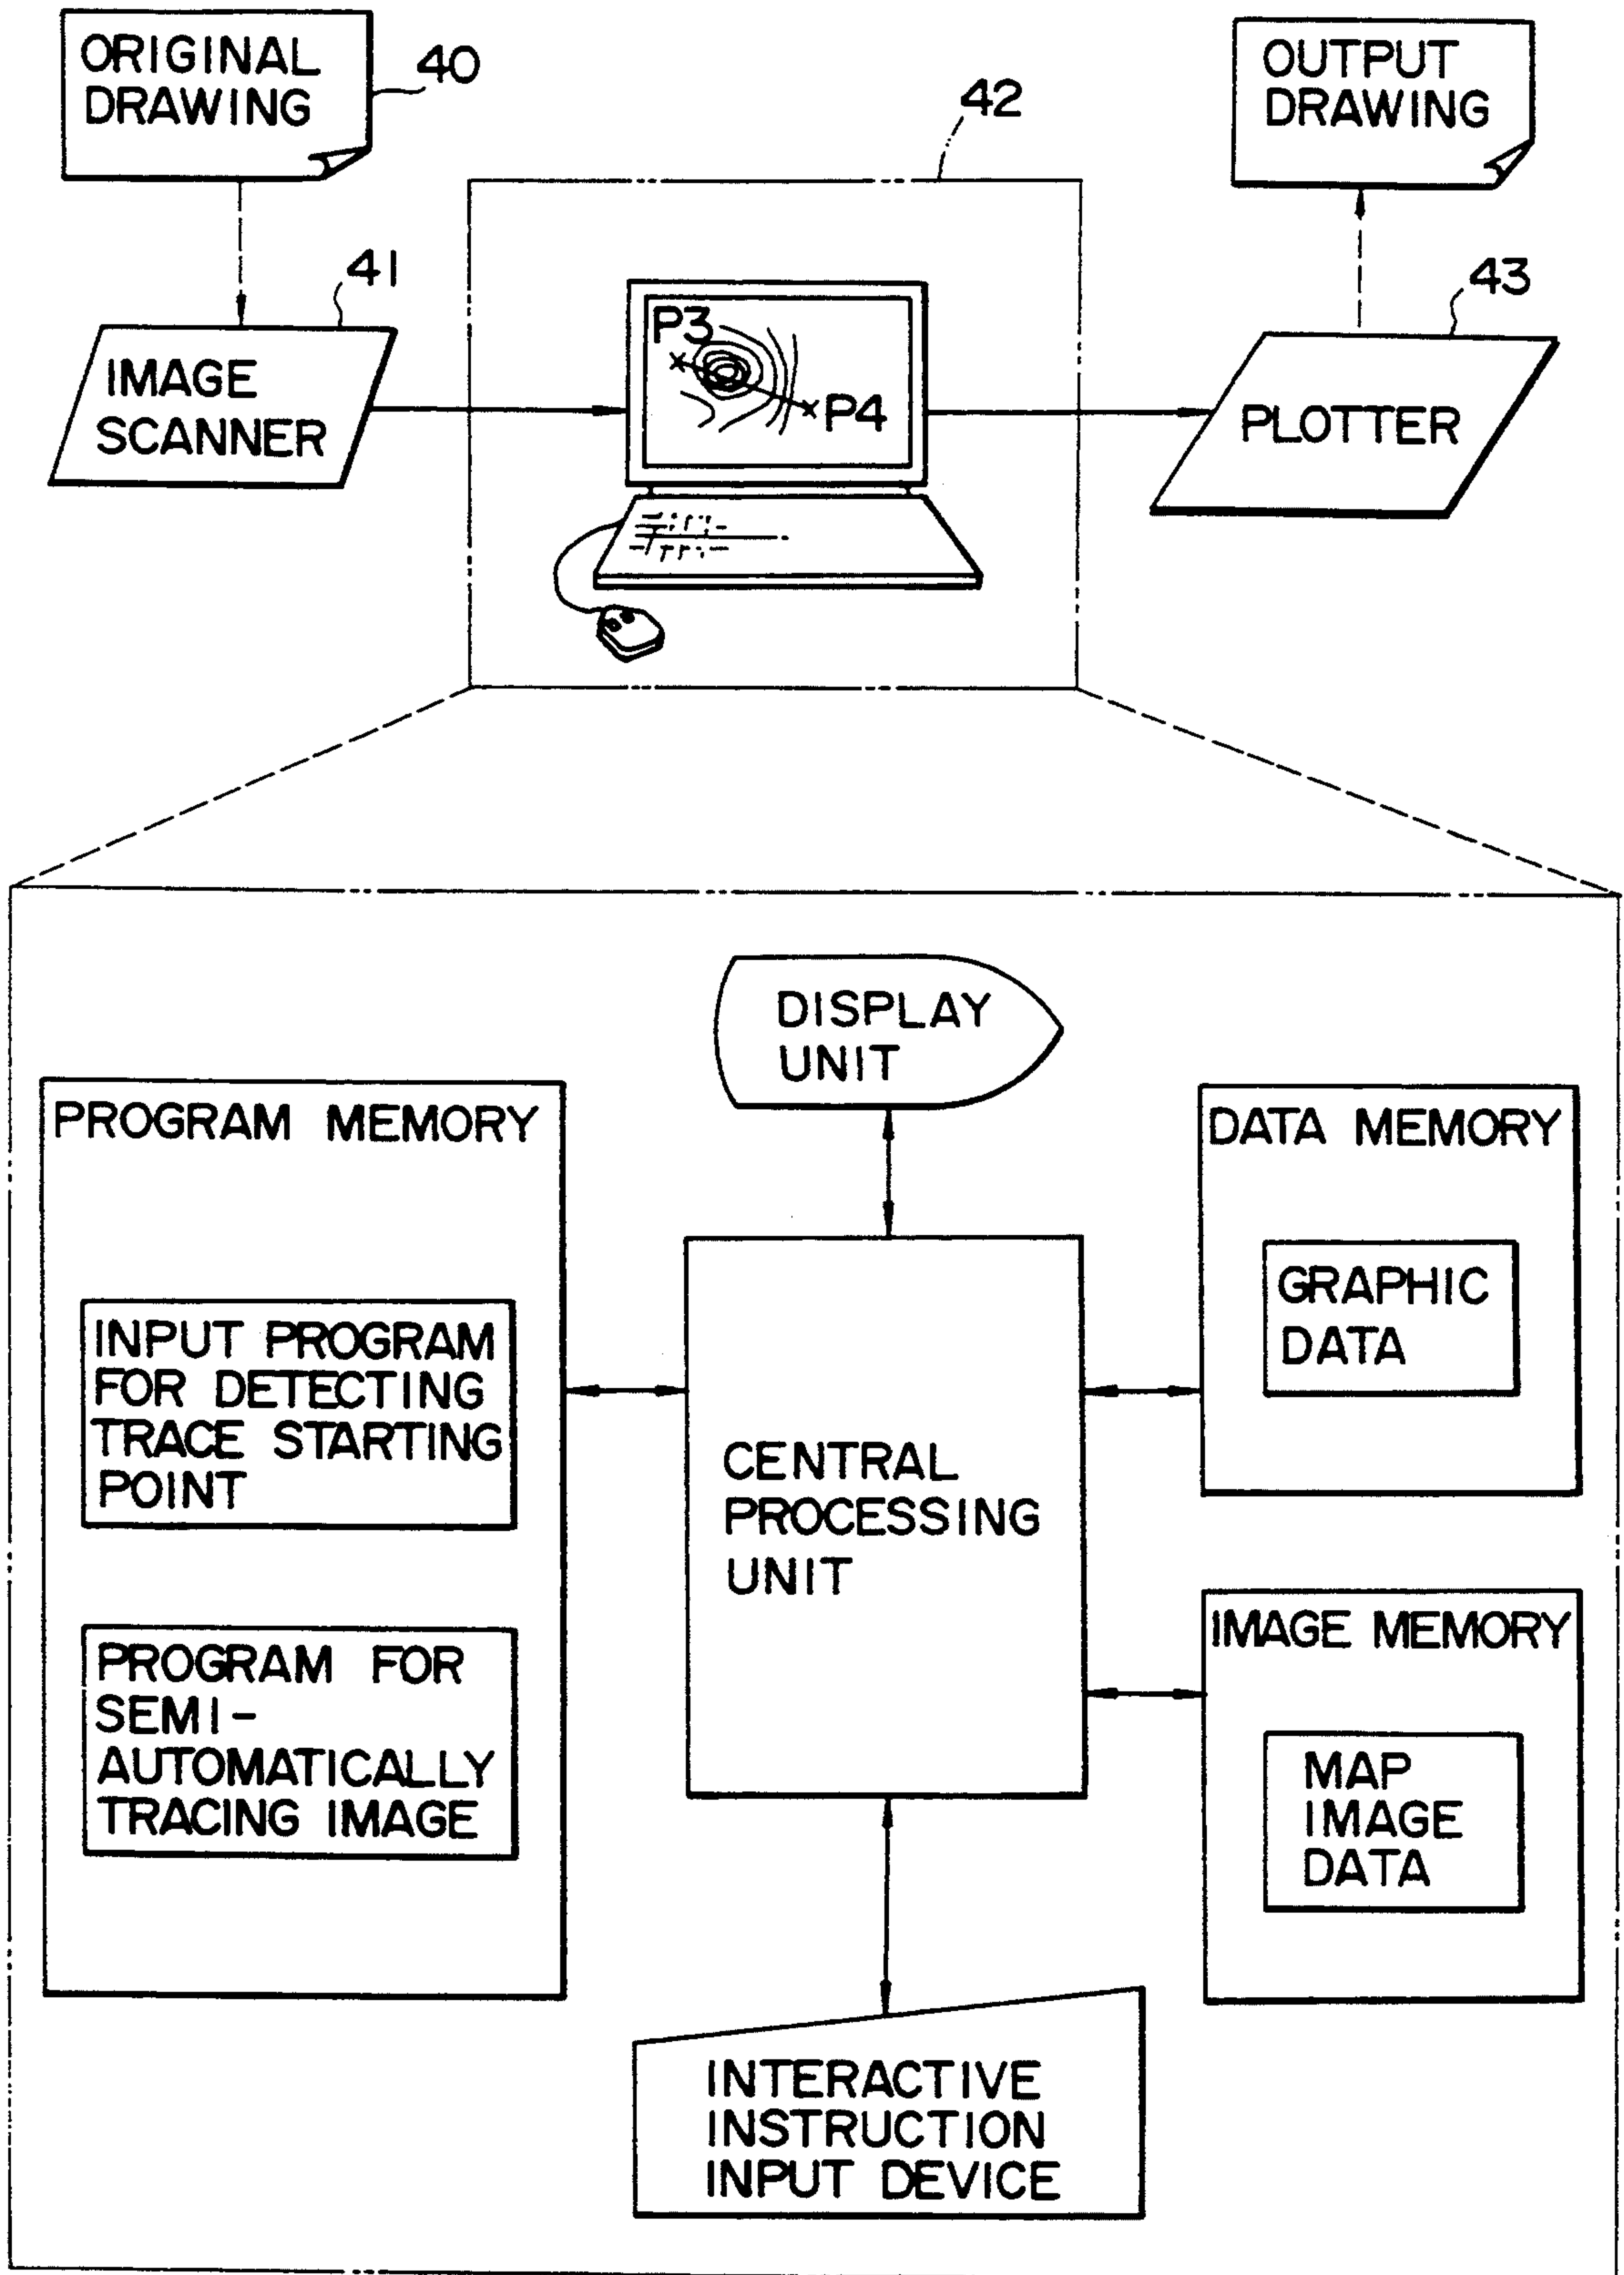 ORIGINAL
DRAWING
40
42
OUTPUT
DRAWING
41
IMAGE
SCANNER
P3
P4
43
PLOTTER
DISPLAY
UNIT
PROGRAM MEMORY
INPUT PROGRAM
FOR DETECTING
TRACE STARTING
POINT
PROGRAM FOR
SEMI-
AUTOMATICALLY
TRACING IMAGE
CENTRAL
PROCESSING
UNIT
DATA MEMORY
GRAPHIC
DATA
IMAGE MEMORY
MAP
IMAGE
DATA
INTERACTIVE
INSTRUCTION
INPUT DEVICE